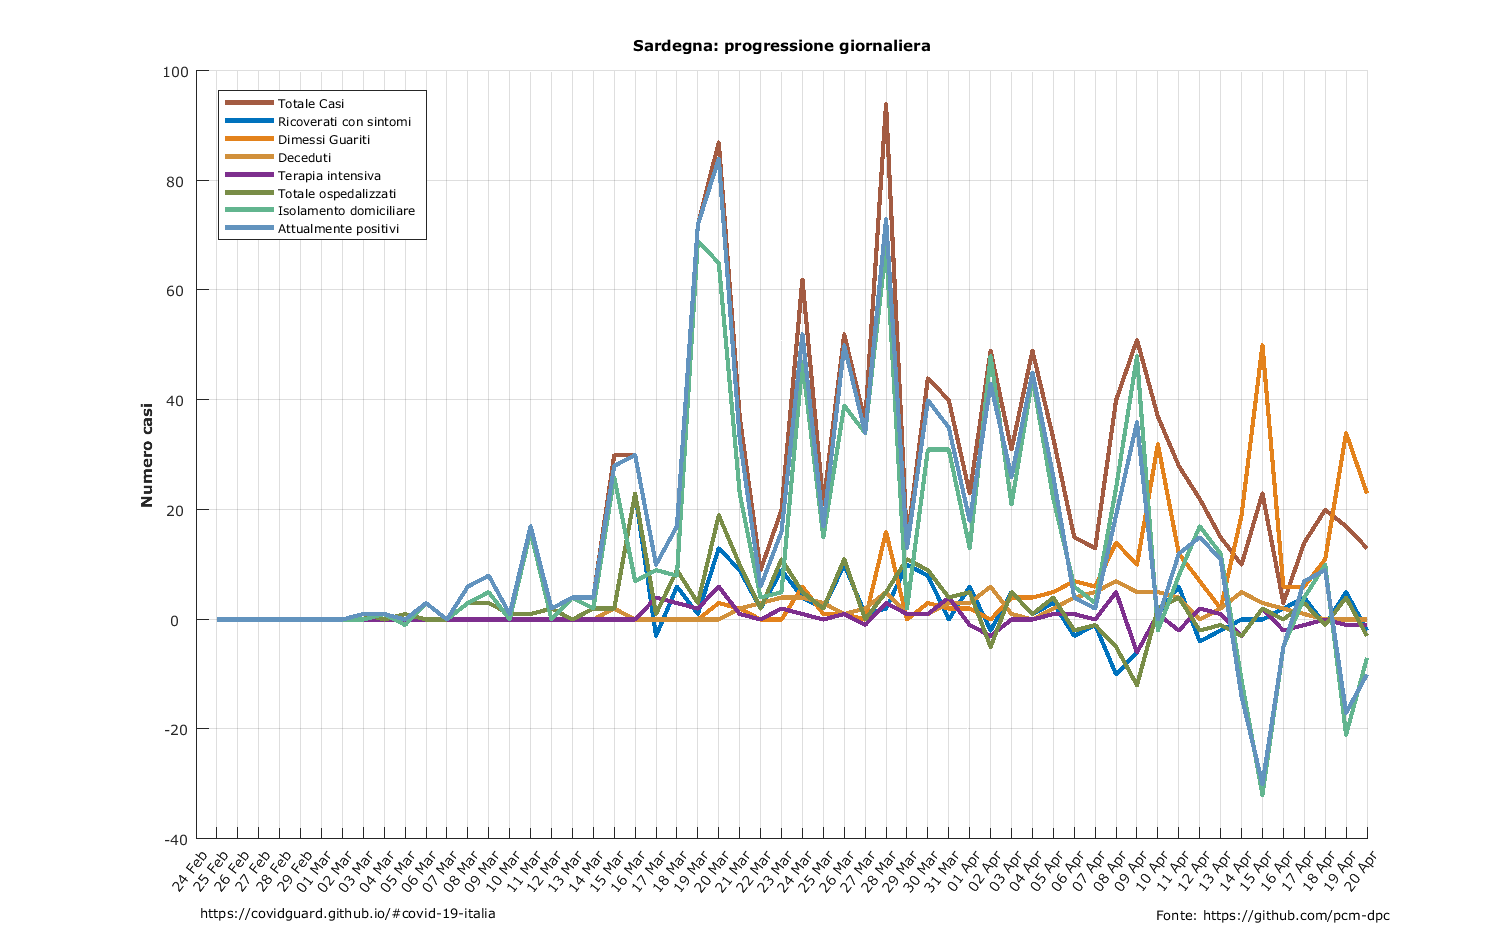 Sardegna: progressione giornaliera
100
80
60
40
20
0
-20
-40
Numero casi
Totale Casi
Ricoverati con sintomi
Dimessi Guariti
Deceduti
Terapia intensiva
Totale ospedalizzati
Isolamento domiciliare
Attualmente positivi
24 Feb
25 Feb
26 Feb
27 Feb
28 Feb
29 Feb
01 Mar
02 Mar
03 Mar
04 Mar
05 Mar
06 Mar
07 Mar
08 Mar
09 Mar
10 Mar
11 Mar
12 Mar
13 Mar
14 Mar
15 Mar
16 Mar
17 Mar
18 Mar
19 Mar
20 Mar
21 Mar
22 Mar
23 Mar
24 Mar
25 Mar
26 Mar
27 Mar
28 Mar
29 Mar
30 Mar
31 Mar
01 Apr
02 Apr
03 Apr
04 Apr
05 Apr
06 Apr
07 Apr
08 Apr
09 Apr
10 Apr
11 Apr
12 Apr
13 Apr
14 Apr
15 Apr
16 Apr
17 Apr
18 Apr
19 Apr
20 Apr
https://covidguard.github.io/#covid-19-italia
Fonte: https://github.com/pcm-dpc